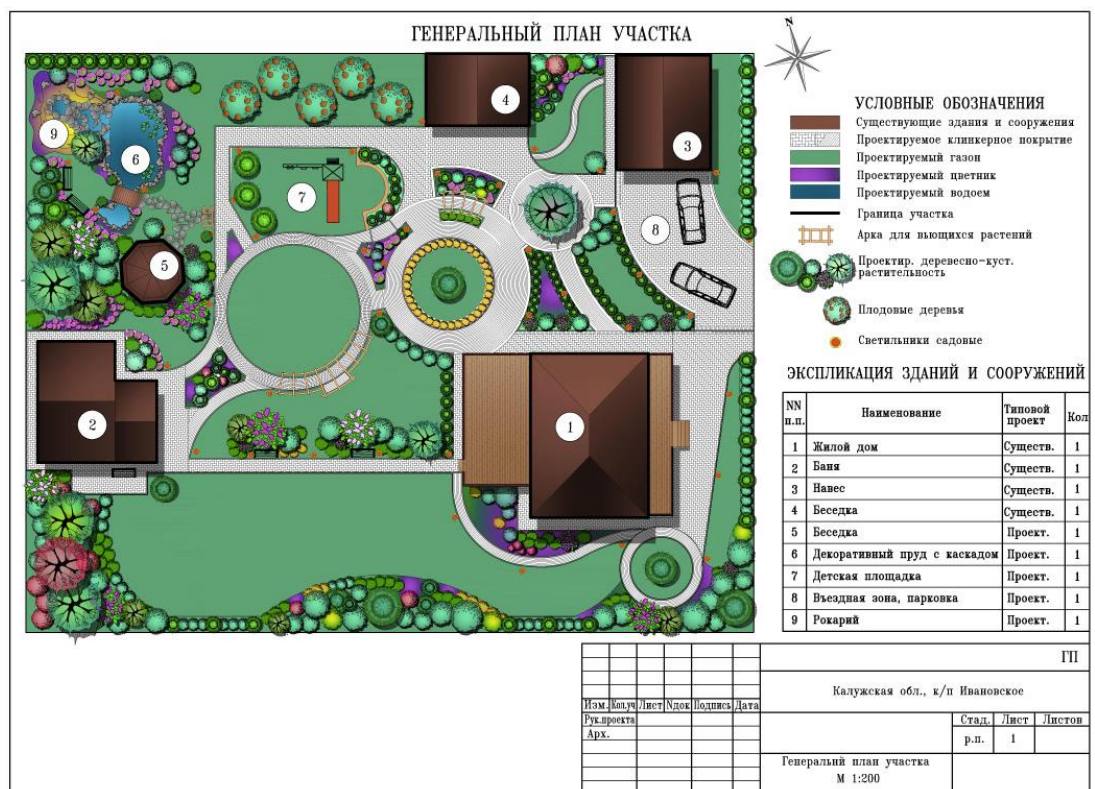 ГЕНЕРАЛЬНЫЙ ПЛАН УЧАСТКА
N
9
6
5
7
4
3
8
2
1
УСЛОВНЫЕ ОБОЗНАЧЕНИЯ
Существующие здания и сооружения
Проектируемое клинкерное покрытие
Проектируемый газон
Проектируемый цветник
Проектируемый водоем
Граница участка
Арка для вьющихся растений
Проектир. деревесно-куст.
растительность
Плодовые деревья
Светильники садовые
ЭКСПЛИКАЦИЯ ЗДАНИЙ И СООРУЖЕНИЙ
NN п.п. Наименование Типовой проект Кол
1 Жилой дом Существ. 1
2 Баня Существ. 1
3 Навес Существ. 1
4 Беседка Существ. 1
5 Беседка Проект. 1
6 Декоративный пруд с каскадом Проект. 1
7 Детская площадка Проект. 1
8 Въездная зона, парковка Проект. 1
9 Рокарий Проект. 1
ГП
Калужская обл., к/п Ивановское
Изм. Кол.уч Лист Nдок Подпись Дата
Рук.проекта
Арх.
Стад. Лист Листов
р.п. 1
Генеральнй план участка
М 1:200